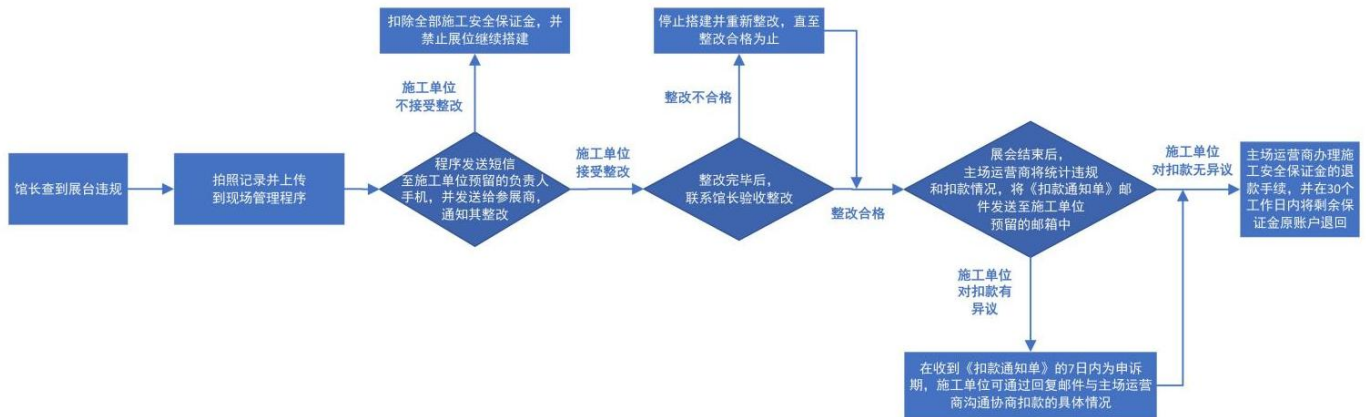 馆长查到展台违规
拍照记录并上传
到现场管理程序
程序发送短信
至施工单位预留的负责人
手机，并发送给参展商，
通知其整改
施工单位
不接受整改
扣除全部施工安全保证金，并
禁止展位继续搭建
施工单位
接受整改
整改完毕后，
联系馆长验收整改
整改不合格
停止搭建并重新整改，直至
整改合格为止
整改合格
展会结束后，
主场运营商将统计违规
和扣款情况，将《扣款通知单》邮
件发送至施工单位
预留的邮箱中
施工单位
对扣款有
异议
在收到《扣款通知单》的7日内为申诉
期，施工单位可通过回复邮件与主场运营
商沟通协商扣款的具体情况
施工单位
对扣款无异议
主场运营商办理施
工安全保证金的退
款手续，并在30个
工作日内将剩余保
证金原账户退回